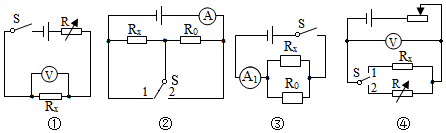 S R
V
Rx
①
A
Rx R0
S
1 2
②
S
A1
Rx
R0
③
V
S 1 Rx
2 R
④